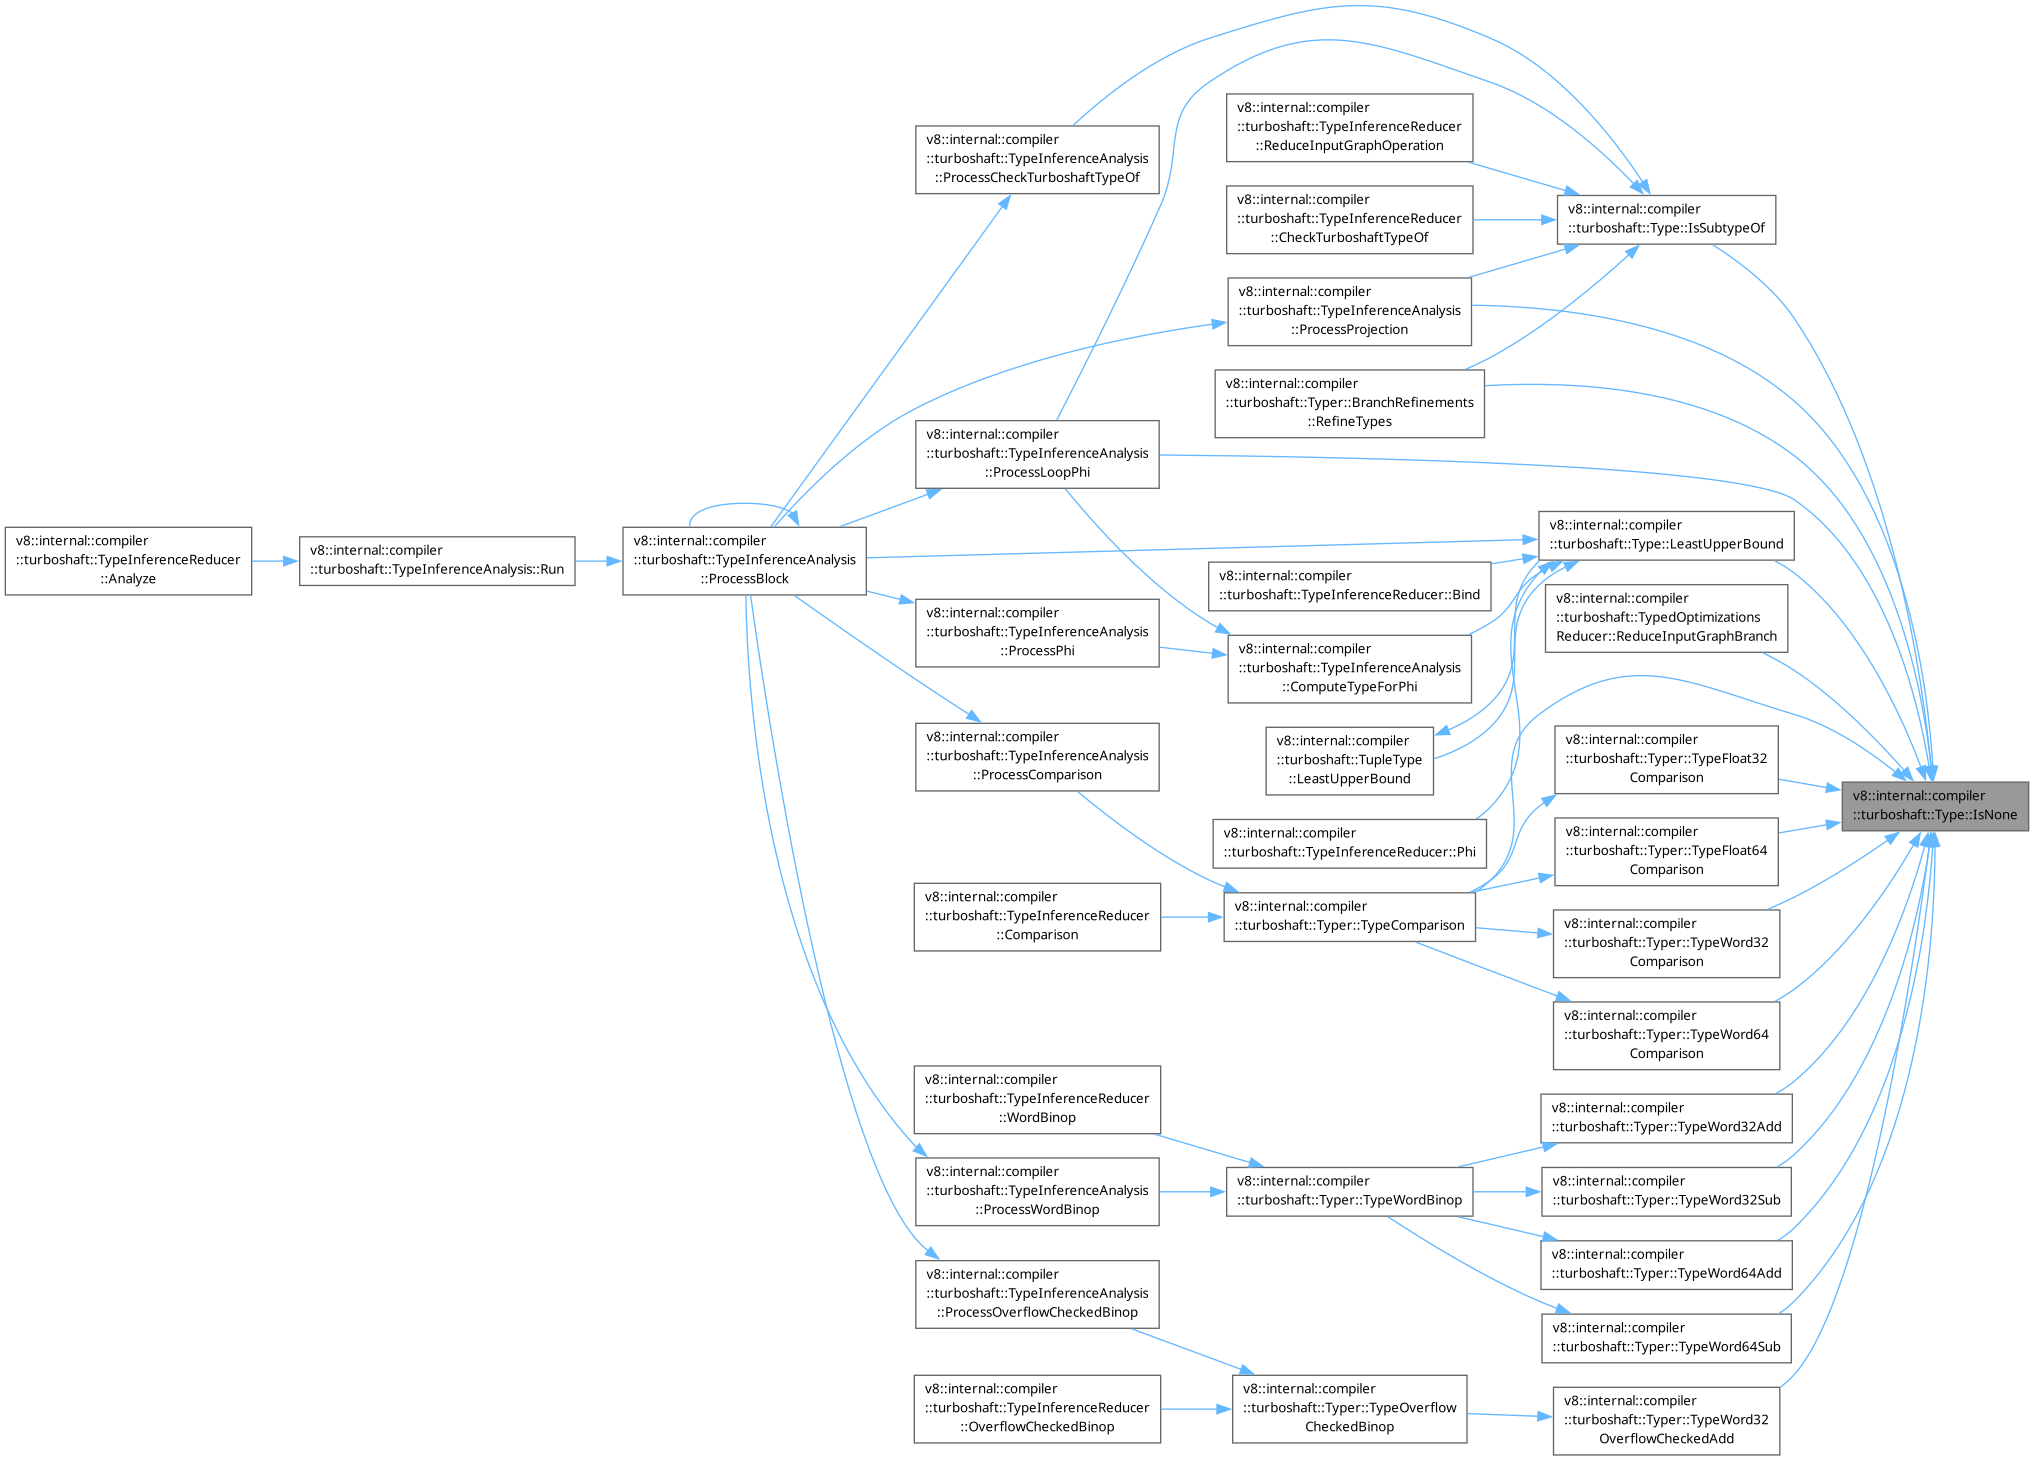 v8::internal::compiler
::turboshaft::TypeInferenceReducer
::Analyze
v8::internal::compiler
::turboshaft::TypeInferenceAnalysis::Run
v8::internal::compiler
::turboshaft::TypeInferenceAnalysis
::ProcessBlock
v8::internal::compiler
::turboshaft::TypeInferenceAnalysis
::ProcessCheckTurboshaftTypeOf
v8::internal::compiler
::turboshaft::TypeInferenceAnalysis
::ProcessLoopPhi
v8::internal::compiler
::turboshaft::TypeInferenceAnalysis
::ProcessPhi
v8::internal::compiler
::turboshaft::TypeInferenceAnalysis
::ProcessComparison
v8::internal::compiler
::turboshaft::TypeInferenceReducer
::Comparison
v8::internal::compiler
::turboshaft::TypeInferenceReducer
::WordBinop
v8::internal::compiler
::turboshaft::TypeInferenceAnalysis
::ProcessWordBinop
v8::internal::compiler
::turboshaft::TypeInferenceAnalysis
::ProcessOverflowCheckedBinop
v8::internal::compiler
::turboshaft::TypeInferenceReducer
::OverflowCheckedBinop
v8::internal::compiler
::turboshaft::TypeInferenceReducer
::ReduceInputGraphOperation
v8::internal::compiler
::turboshaft::TypeInferenceReducer
::CheckTurboshaftTypeOf
v8::internal::compiler
::turboshaft::TypeInferenceAnalysis
::ProcessProjection
v8::internal::compiler
::turboshaft::Typer::BranchRefinements
::RefineTypes
v8::internal::compiler
::turboshaft::TypeInferenceReducer::Bind
v8::internal::compiler
::turboshaft::TypeInferenceAnalysis
::ComputeTypeForPhi
v8::internal::compiler
::turboshaft::TupleType
::LeastUpperBound
v8::internal::compiler
::turboshaft::TypeInferenceReducer::Phi
v8::internal::compiler
::turboshaft::Typer::TypeComparison
v8::internal::compiler
::turboshaft::Typer::TypeWordBinop
v8::internal::compiler
::turboshaft::Typer::TypeOverflow
CheckedBinop
v8::internal::compiler
::turboshaft::Type::IsSubtypeOf
v8::internal::compiler
::turboshaft::Type::LeastUpperBound
v8::internal::compiler
::turboshaft::TypedOptimizations
Reducer::ReduceInputGraphBranch
v8::internal::compiler
::turboshaft::Typer::TypeFloat32
Comparison
v8::internal::compiler
::turboshaft::Typer::TypeFloat64
Comparison
v8::internal::compiler
::turboshaft::Typer::TypeWord32
Comparison
v8::internal::compiler
::turboshaft::Typer::TypeWord64
Comparison
v8::internal::compiler
::turboshaft::Typer::TypeWord32Add
v8::internal::compiler
::turboshaft::Typer::TypeWord32Sub
v8::internal::compiler
::turboshaft::Typer::TypeWord64Add
v8::internal::compiler
::turboshaft::Typer::TypeWord64Sub
v8::internal::compiler
::turboshaft::Typer::TypeWord32
OverflowCheckedAdd
v8::internal::compiler
::turboshaft::Type::IsNone